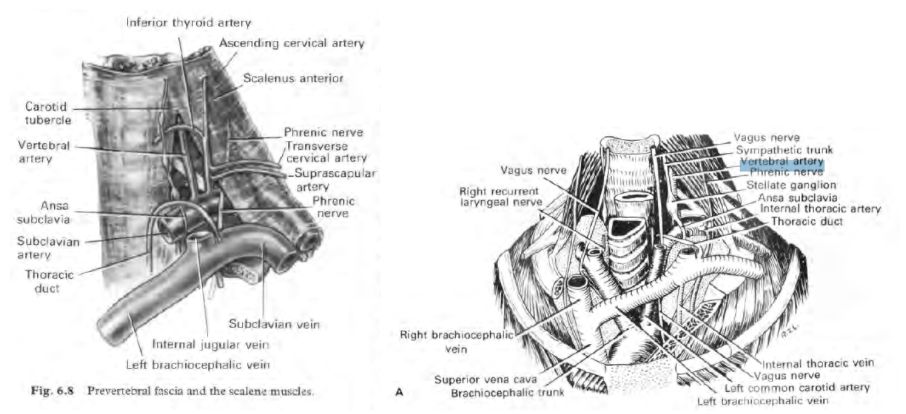 Inferior thyroid artery
Ascending cervical artery
Scalenus anterior
Carotid
tubercle
Vertebral
artery
Phrenic nerve
Transverse
cervical artery
Suprascapular
artery
Phrenic
nerve
Ansa
subclavia
Subclavian
artery
Thoracic
duct
Subclavian vein
Internal jugular vein
Left brachiocephalic vein
Fig. 6.8 Prevertebral fascia and the scalene muscles.
Vagus nerve
Sympathetic trunk
Vertebral artery
Phrenic nerve
Stellate ganglion
Ansa subclavia
Internal thoracic artery
Thoracic duct
Vagus nerve
Right recurrent
laryngeal nerve
Right brachiocephalic
vein
Superior vena cava
Brachiocephalic trunk
Internal thoracic vein
Vagus nerve
Left common carotid artery
Left brachiocephalic vein
A